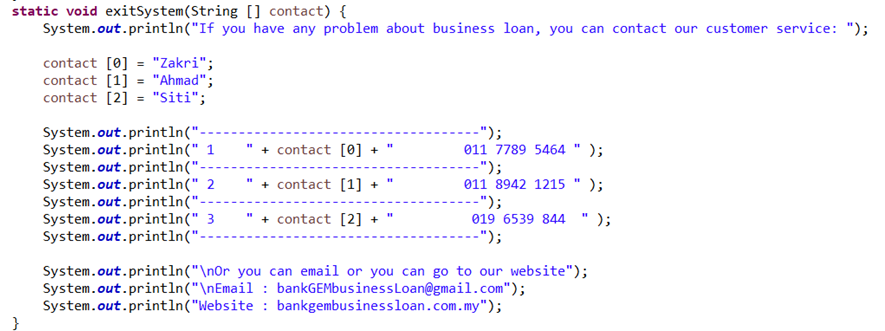 static void exitSystem(String [] contact) {
System.out.println("If you have any problem about business loan, you can contact our customer service: ");
contact [0] = "Zakri";
contact [1] = "Ahmad";
contact [2] = "Siti";
System.out.println("------------------------------------");
System.out.println(" 1    " + contact [0] + "         011 7789 5464 " );
System.out.println("------------------------------------");
System.out.println(" 2    " + contact [1] + "         011 8942 1215 " );
System.out.println("------------------------------------");
System.out.println(" 3    " + contact [2] + "          019 6539 844  " );
System.out.println("------------------------------------");
System.out.println("\nOr you can email or you can go to our website");
System.out.println("\nEmail : bankGEMbusinessLoan@gmail.com");
System.out.println("Website : bankgembusinessloan.com.my");
}